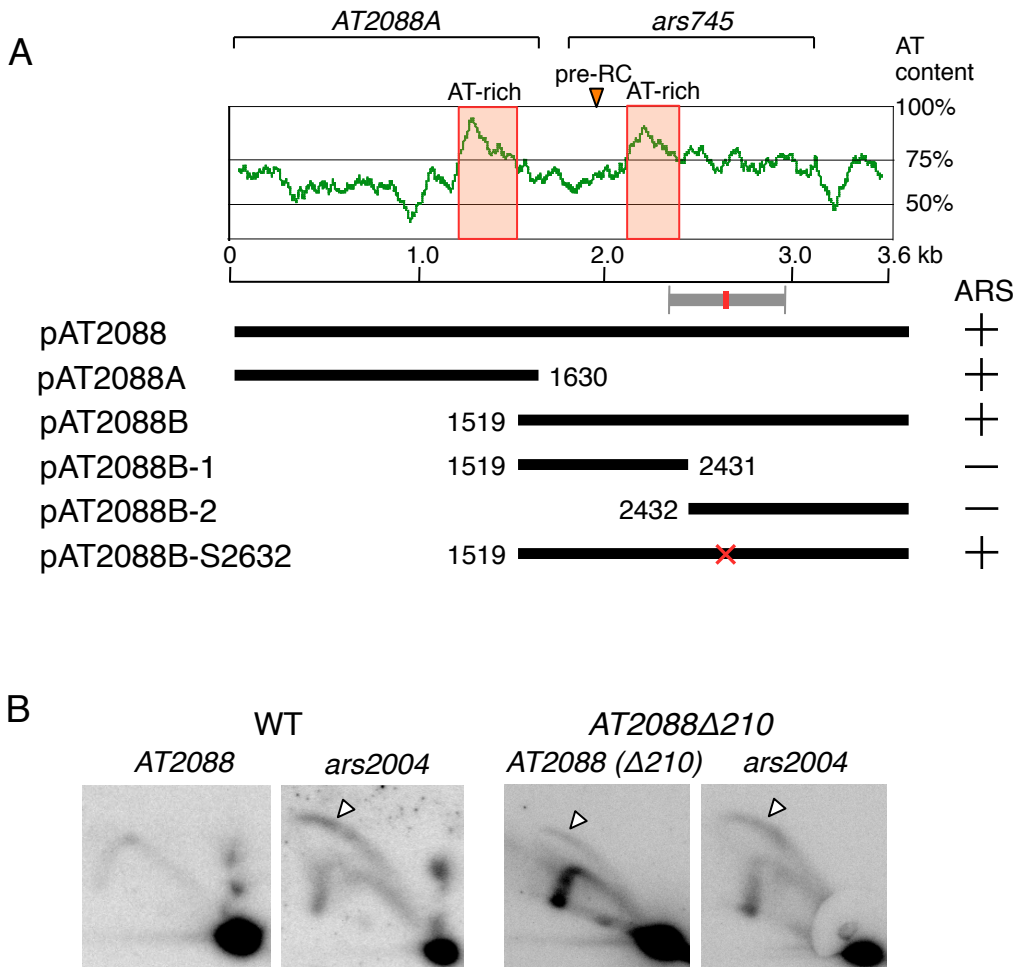 A
AT2088A
ars745
AT content
pre-RC
AT-rich
AT-rich
100%
75%
50%
0
1.0
2.0
3.0
3.6 kb
ARS
pAT2088
+
pAT2088A
1630
+
pAT2088B
1519
+
pAT2088B-1
1519
2431
—
pAT2088B-2
2432
—
pAT2088B-S2632
1519
+
B
WT
AT2088Δ210
AT2088
ars2004
AT2088 (Δ210)
ars2004